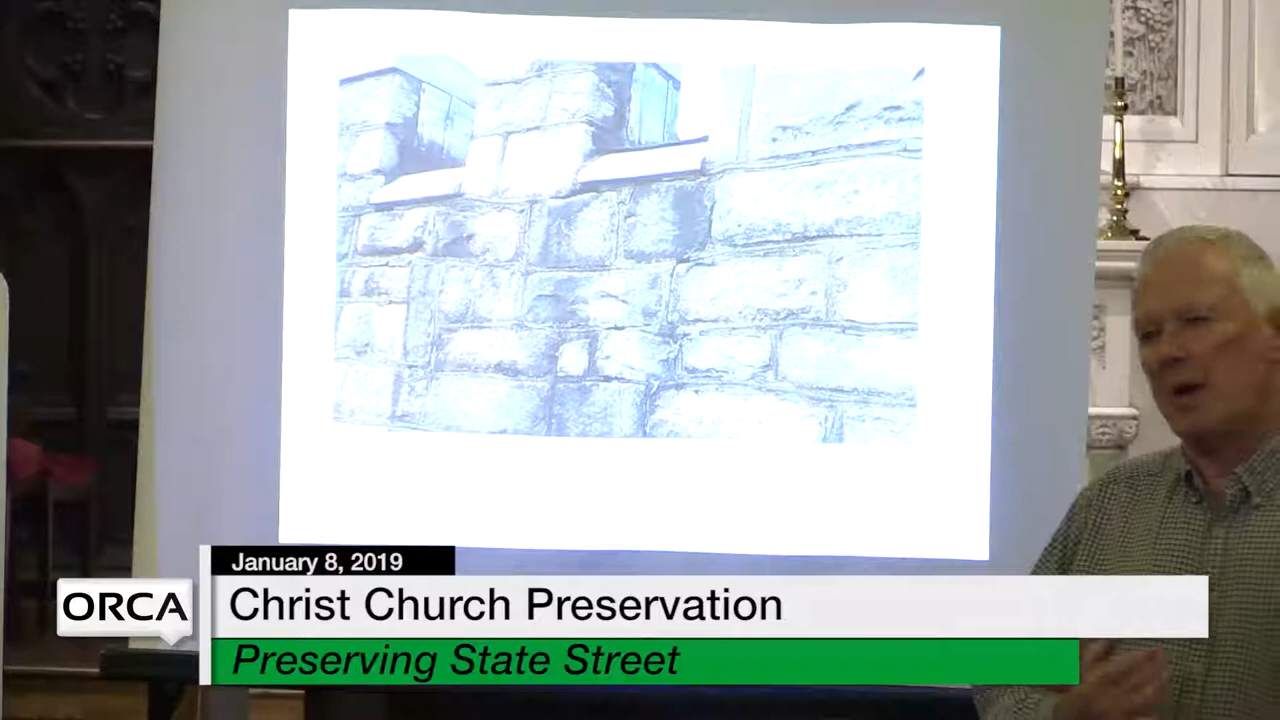 January 8, 2019
Christ Church Preservation
ORCA
Preserving State Street